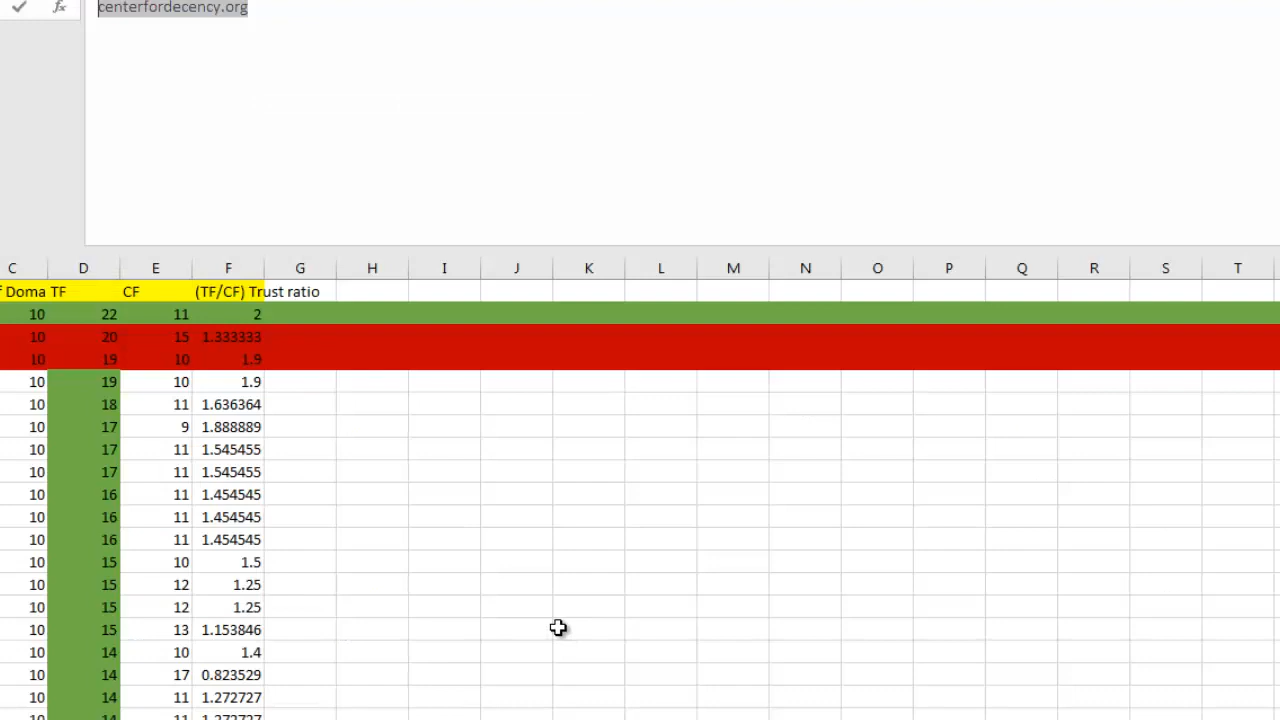 fx centerfordecency.org
C D E F G H I J K L M N O P Q R S T
f Doma TF CF (TF/CF) Trust ratio
10 22 11 2
10 20 15 1.333333
10 19 10 1.9
10 19 10 1.9
10 18 11 1.636364
10 17 9 1.888889
10 17 11 1.545455
10 17 11 1.545455
10 16 11 1.454545
10 16 11 1.454545
10 16 11 1.454545
10 15 10 1.5
10 15 12 1.25
10 15 12 1.25
10 15 13 1.153846
10 14 10 1.4
10 14 17 0.823529
10 14 11 1.272727
10 14 11 1.272727